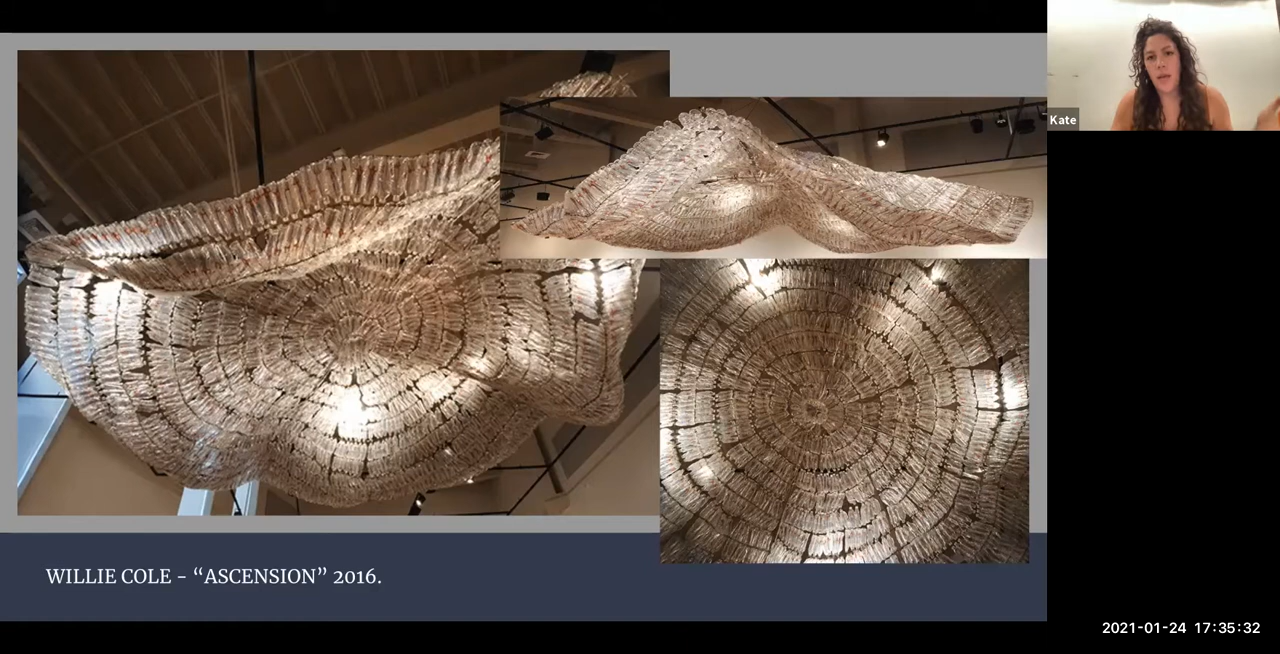 Kate
WILLIE COLE - “ASCENSION” 2016.
2021-01-24 17:35:32